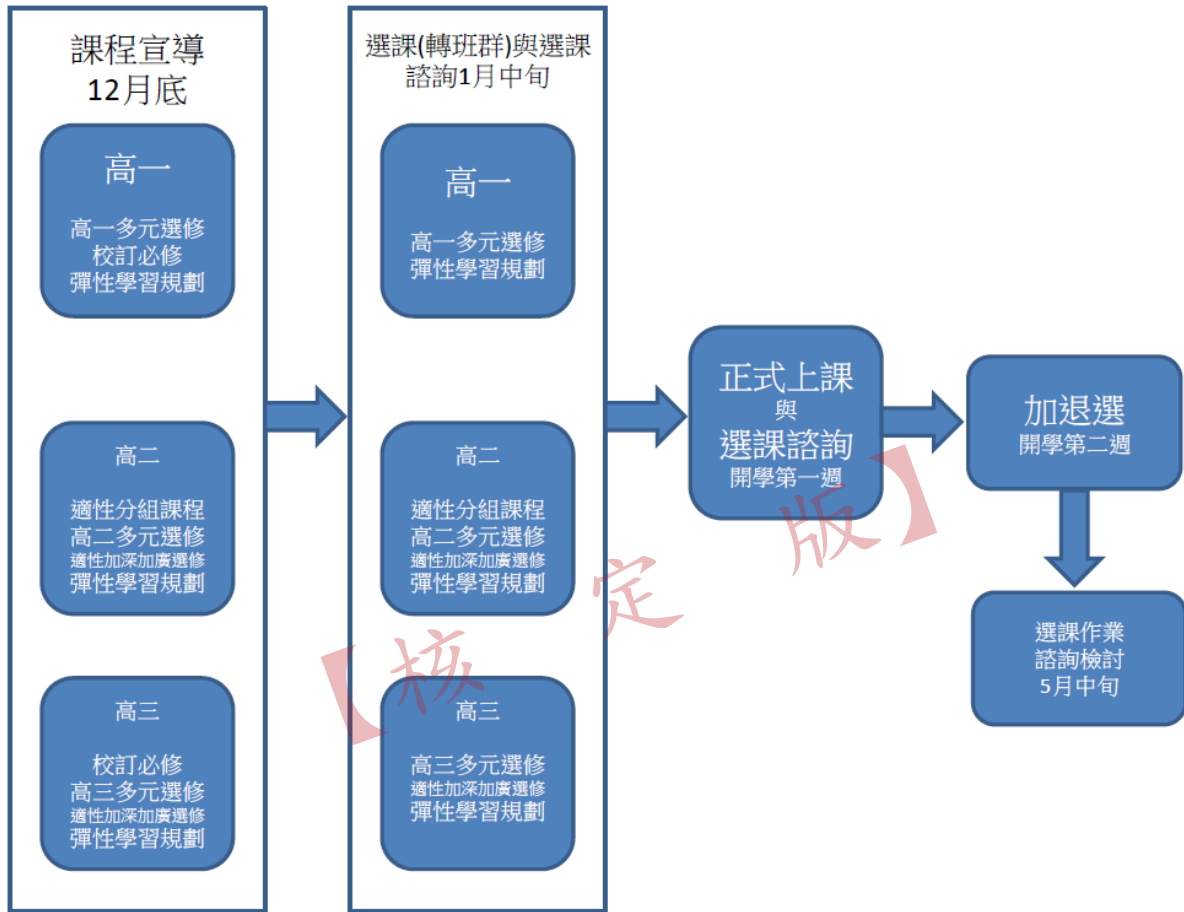 課程宣導
12月底
高一
高一多元選修
校訂必修
彈性學習規劃
高二
適性分組課程
高二多元選修
適性加深加廣選修
彈性學習規劃
高三
校訂必修
高三多元選修
適性加深加廣選修
彈性學習規劃
選課(轉班群)與選課
諮詢1月中旬
高一
高一多元選修
彈性學習規劃
高二
適性分組課程
高二多元選修
適性加深加廣選修
彈性學習規劃
高三
高三多元選修
適性加深加廣選修
彈性學習規劃
正式上課
與
選課諮詢
開學第一週
加退選
開學第二週
選課作業
諮詢檢討
5月中旬
【核定版】